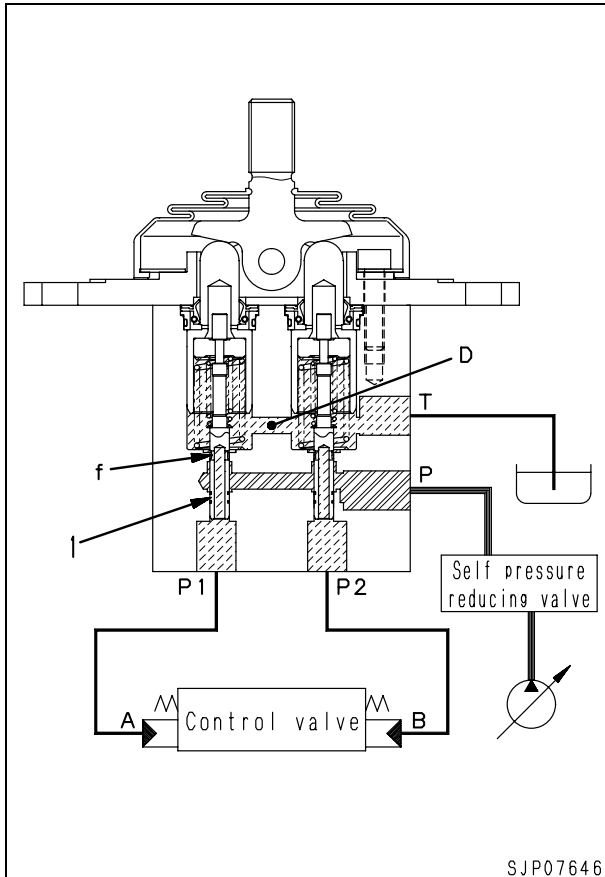 D
T
f
P
1
P1
P2
Self pressure
reducing valve
A
Control valve
B
SJP07646